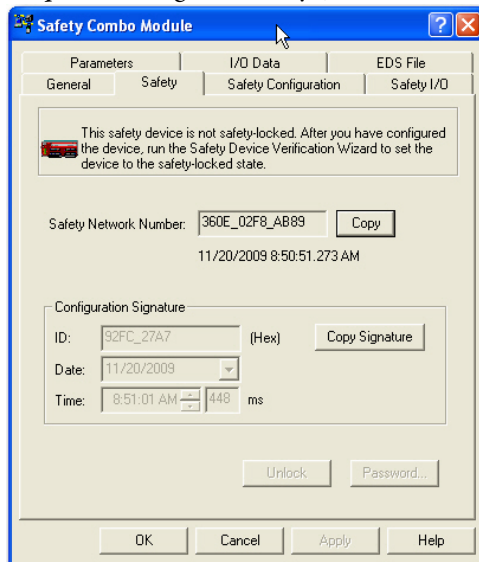 Safety Combo Module
Parameters I/O Data EDS File
General Safety Safety Configuration Safety I/O
This safety device is not safety-locked. After you have configured
the device, run the Safety Device Verification Wizard to set the
device to the safety-locked state.
Safety Network Number: 360E_02F8_AB89 Copy
11/20/2009 8:50:51.273 AM
Configuration Signature
ID: 92FC_27A7 (Hex) Copy Signature
Date: 11/20/2009
Time: 8:51:01 AM 448 ms
Unlock Password...
OK Cancel Apply Help